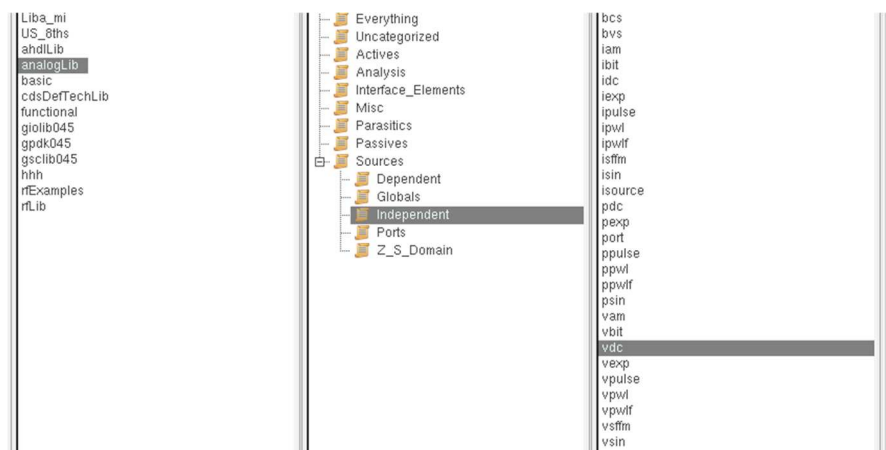 Liba_mi
US_8ths
ahdlLib
analogLib
basic
cdsDefTechLib
functional
giolib045
gpdk045
gsclib045
hhh
rfExamples
rfLib
Everything
Uncategorized
Actives
Analysis
Interface_Elements
Misc
Parasitics
Passives
Sources
Dependent
Globals
Independent
Ports
Z_S_Domain
bcs
bvs
iam
ibit
idc
iexp
ipulse
ipwl
ipwlf
isffm
isin
isource
pdc
pexp
port
ppulse
ppwl
ppwlf
psin
vam
vbit
vdc
vexp
vpulse
vpwl
vpwlf
vsffm
vsin